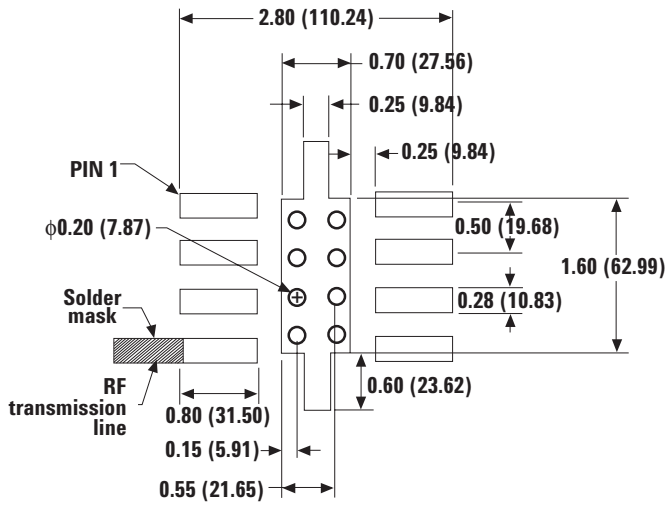 2.80 (110.24)
0.70 (27.56)
0.25 (9.84)
0.25 (9.84)
PIN 1
ϕ0.20 (7.87)
0.50 (19.68)
1.60 (62.99)
Solder
mask
0.28 (10.83)
RF
transmission
line
0.60 (23.62)
0.80 (31.50)
0.15 (5.91)
0.55 (21.65)